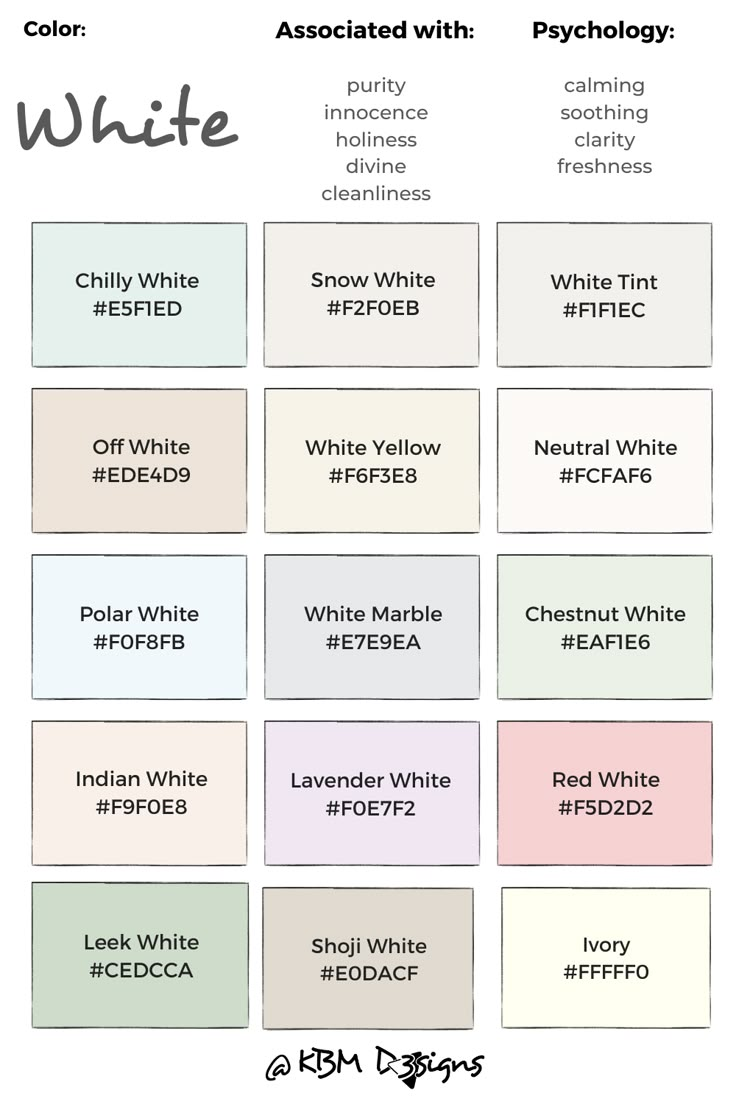 Color:
Associated with:
Psychology:
White
purity
innocence
holiness
divine
cleanliness
calming
soothing
clarity
freshness
Chilly White
#E5F1ED
Snow White
#F2F0EB
White Tint
#F1F1EC
Off White
#EDE4D9
White Yellow
#F6F3E8
Neutral White
#FCFAF6
Polar White
#F0F8FB
White Marble
#E7E9EA
Chestnut White
#EAF1E6
Indian White
#F9F0E8
Lavender White
#F0E7F2
Red White
#F5D2D2
Leek White
#CEDCCA
Shoji White
#E0DACF
Ivory
#FFFFF0
@ KBM D3signs